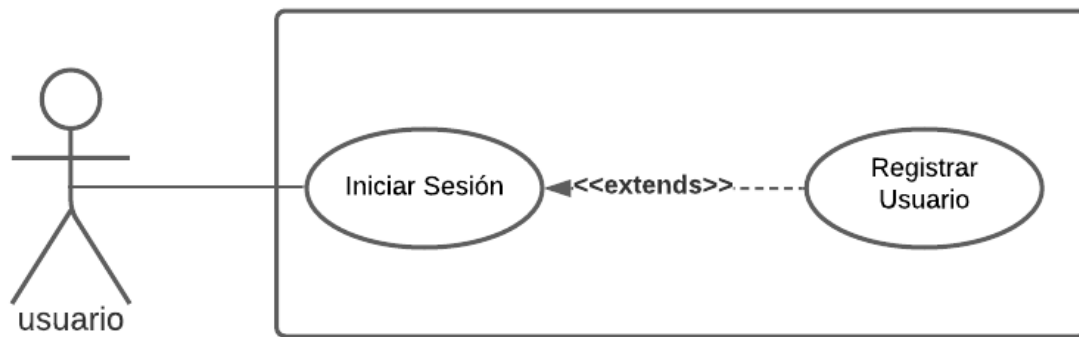 Iniciar Sesión
<<extends>>
Registrar
Usuario
usuario